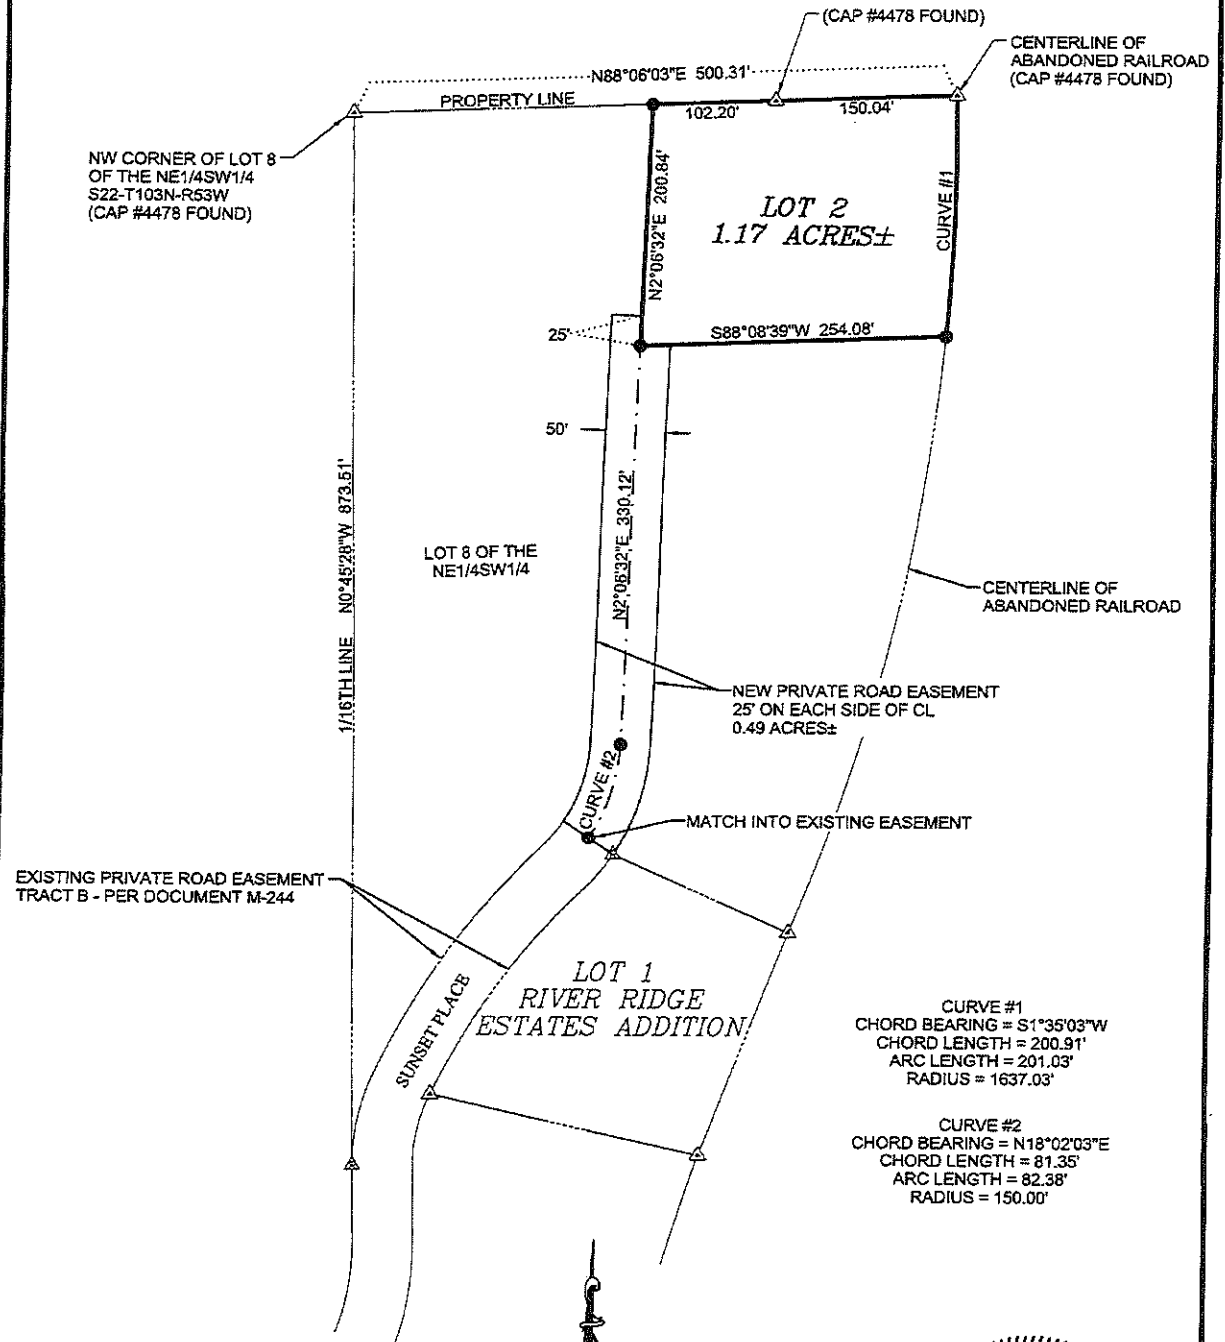 (CAP #4478 FOUND)
CENTERLINE OF
ABANDONED RAILROAD
(CAP #4478 FOUND)
N88°06'03"E 500.31'
PROPERTY LINE
102.20'
150.04'
NW CORNER OF LOT 8
OF THE NE1/4SW1/4
S22-T103N-R53W
(CAP #4478 FOUND)
N2°06'32"E 200.84'
LOT 2
1.17 ACRES±
CURVE #1
25'
S88°08'39"W 254.08'
50'
1/16TH LINE N0°45'28"W 873.51'
N2°06'32"E 330.12'
LOT 8 OF THE
NE1/4SW1/4
CENTERLINE OF
ABANDONED RAILROAD
NEW PRIVATE ROAD EASEMENT
25' ON EACH SIDE OF CL
0.49 ACRES±
CURVE #2
MATCH INTO EXISTING EASEMENT
EXISTING PRIVATE ROAD EASEMENT
TRACT B - PER DOCUMENT M-244
SUNSET PLACE
LOT 1
RIVER RIDGE
ESTATES ADDITION
CURVE #1
CHORD BEARING = S1°35'03"W
CHORD LENGTH = 200.91'
ARC LENGTH = 201.03'
RADIUS = 1637.03'
CURVE #2
CHORD BEARING = N18°02'03"E
CHORD LENGTH = 81.35'
ARC LENGTH = 82.38'
RADIUS = 150.00'